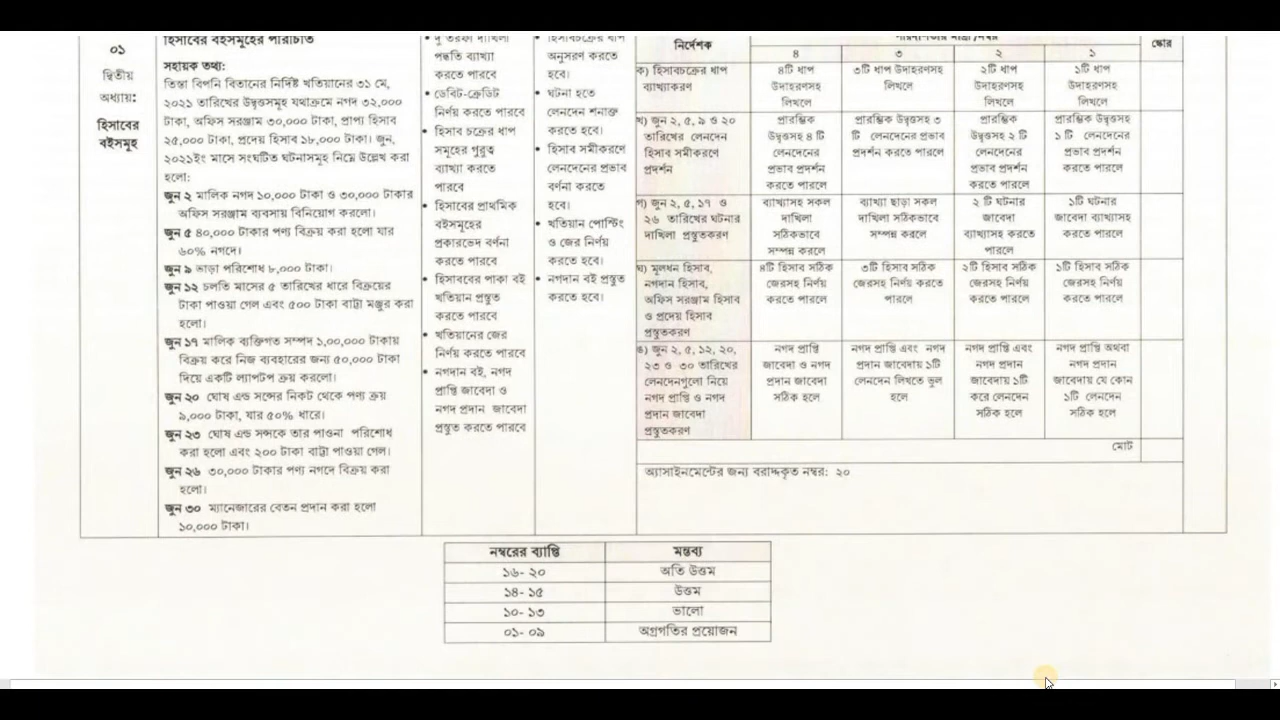 ০১
দ্বিতীয়
অধ্যায়:
হিসাবের
বইসমূহ
হিসাবের বইসমূহের পরিচিতি
সহায়ক তথ্য:
তিস্তা বিপনি বিতানের নির্দিষ্ট খতিয়ানের ৩১ মে,
২০২১ তারিখের উদ্বৃত্তসমূহ যথাক্রমে নগদ ৩২,০০০
টাকা, অফিস সরঞ্জাম ৩০,০০০ টাকা, প্রাপ্য হিসাব
২৫,০০০ টাকা, প্রদেয় হিসাব ১৮,০০০ টাকা। জুন,
২০২১ইং মাসে সংঘটিত ঘটনাসমূহ নিম্নে উল্লেখ করা
হলো:
জুন ২ মালিক নগদ ১০,০০০ টাকা ও ৩০,০০০ টাকার
অফিস সরঞ্জাম ব্যবসায় বিনিয়োগ করলো।
জুন ৫ ৪০,০০০ টাকার পণ্য বিক্রয় করা হলো যার
৬০% নগদে।
জুন ৯ ভাড়া পরিশোধ ৮,০০০ টাকা।
জুন ১২ চলতি মাসের ৫ তারিখের ধারে বিক্রয়ের
টাকা পাওয়া গেল এবং ৫০০ টাকা বাট্টা মঞ্জুর করা
হলো।
জুন ১৭ মালিক ব্যক্তিগত সম্পদ ১,০০,০০০ টাকায়
বিক্রয় করে নিজ ব্যবহারের জন্য ৫০,০০০ টাকা
দিয়ে একটি ল্যাপটপ ক্রয় করলো।
জুন ২০ ঘোষ এন্ড সন্সের নিকট থেকে পণ্য ক্রয়
৯,০০০ টাকা, যার ৫০% ধারে।
জুন ২৩ ঘোষ এন্ড সন্সকে তার পাওনা পরিশোধ
করা হলো এবং ২০০ টাকা বাট্টা পাওয়া গেল।
জুন ২৬ ৩০,০০০ টাকার পণ্য নগদে বিক্রয় করা
হলো।
জুন ৩০ ম্যানেজারের বেতন প্রদান করা হলো
১০,০০০ টাকা।
• দু তরফা দাখিলা
পদ্ধতি ব্যাখ্যা
করতে পারবে
• ডেবিট-ক্রেডিট
নির্ণয় করতে পারবে
• হিসাব চক্রের ধাপ
সমূহের গুরুত্ব
ব্যাখ্যা করতে
পারবে
• হিসাবের প্রাথমিক
বইসমূহের
প্রকারভেদ বর্ণনা
করতে পারবে
• হিসাববের পাকা বই
খতিয়ান প্রস্তুত
করতে পারবে
• খতিয়ানের জের
নির্ণয় করতে পারবে
• নগদান বই, নগদ
প্রাপ্তি জাবেদা ও
নগদ প্রদান জাবেদা
প্রস্তুত করতে পারবে
• হিসাবচক্রের ধাপ
অনুসরণ করতে
হবে।
• ঘটনা হতে
লেনদেন শনাক্ত
করতে হবে।
• হিসাব সমীকরণে
লেনদেনের প্রভাব
বর্ণনা করতে
হবে।
• খতিয়ান পোস্টিং
ও জের নির্ণয়
করতে হবে।
• নগদান বই প্রস্তুত
করতে হবে।
নির্দেশক
স্কোর
৪ ৩ ২ ১
ক) হিসাবচক্রের ধাপ
ব্যাখ্যাকরণ
৪টি ধাপ
উদাহরণসহ
লিখলে
৩টি ধাপ উদাহরণসহ
লিখলে
২টি ধাপ
উদাহরণসহ
লিখলে
১টি ধাপ
উদাহরণসহ
লিখলে
খ) জুন ২, ৫, ৯ ও ২০
তারিখের লেনদেন
হিসাব সমীকরণে
প্রদর্শন
প্রারম্ভিক
উদ্বৃত্তসহ ৪ টি
লেনদেনের
প্রভাব প্রদর্শন
করতে পারলে
প্রারম্ভিক উদ্বৃত্তসহ ৩
টি লেনদেনের প্রভাব
প্রদর্শন করতে পারলে
প্রারম্ভিক
উদ্বৃত্তসহ ২ টি
লেনদেনের
প্রভাব প্রদর্শন
করতে পারলে
প্রারম্ভিক উদ্বৃত্তসহ
১ টি লেনদেনের
প্রভাব প্রদর্শন
করতে পারলে
গ) জুন ২, ৫, ১৭ ও
২৬ তারিখের ঘটনার
দাখিলা প্রস্তুতকরণ
ব্যাখ্যাসহ সকল
দাখিলা
সঠিকভাবে
সম্পন্ন করলে
ব্যাখ্যা ছাড়া সকল
দাখিলা সঠিকভাবে
সম্পন্ন করলে
২ টি ঘটনার
জাবেদা
ব্যাখ্যাসহ করতে
পারলে
১টি ঘটনার
জাবেদা ব্যাখ্যাসহ
করতে পারলে
ঘ) মূলধন হিসাব,
নগদান হিসাব,
অফিস সরঞ্জাম হিসাব
ও প্রদেয় হিসাব
প্রস্তুতকরণ
৪টি হিসাব সঠিক
জেরসহ নির্ণয়
করতে পারলে
৩টি হিসাব সঠিক
জেরসহ নির্ণয় করতে
পারলে
২টি হিসাব সঠিক
জেরসহ নির্ণয়
করতে পারলে
১টি হিসাব সঠিক
জেরসহ নির্ণয়
করতে পারলে
ঙ) জুন ২, ৫, ১২, ২০,
২৩ ও ৩০ তারিখের
লেনদেনগুলো নিয়ে
নগদ প্রাপ্তি ও নগদ
প্রদান জাবেদা
প্রস্তুতকরণ
নগদ প্রাপ্তি
জাবেদা ও নগদ
প্রদান জাবেদা
সঠিক হলে
নগদ প্রাপ্তি এবং নগদ
প্রদান জাবেদায় ১টি
লেনদেন লিখতে ভুল
হলে
নগদ প্রাপ্তি এবং
নগদ প্রদান
জাবেদায় ১টি
করে লেনদেন
সঠিক হলে
নগদ প্রাপ্তি অথবা
নগদ প্রদান
জাবেদায় যে কোন
১টি লেনদেন
সঠিক হলে
মোট
অ্যাসাইনমেন্টের জন্য বরাদ্দকৃত নম্বর: ২০
নম্বরের ব্যাপ্তি মন্তব্য
১৬- ২০ অতি উত্তম
১৪- ১৫ উত্তম
১০- ১৩ ভালো
০১- ০৯ অগ্রগতির প্রয়োজন